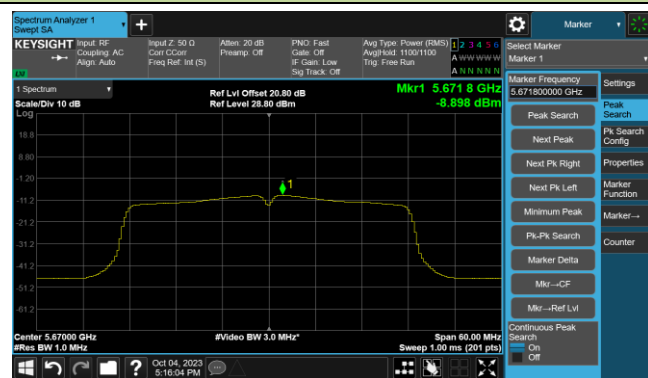 Spectrum Analyzer 1
Swept SA
+
Marker
KEYSIGHT
Input: RF
Coupling: AC
Align: Auto
Input Z: 50 Ω
Corr CCorr
Freq Ref: Int (S)
Atten: 20 dB
Preamp: Off
PNO: Fast
Gate: Off
IF Gain: Low
Sig Track: Off
Avg Type: Power (RMS)
Avg|Hold: 1100/1100
Trig: Free Run
1 2 3 4 5 6
A W W W W W
A N N N N N
LXI
Select Marker
Marker 1
1 Spectrum
Scale/Div 10 dB
Log
Ref Lvl Offset 20.80 dB
Ref Level 28.80 dBm
Mkr1 5.671 8 GHz
-8.898 dBm
18.8
8.80
-1.20
-11.2
-21.2
-31.2
-41.2
-51.2
-61.2
1
Center 5.67000 GHz
#Res BW 1.0 MHz
#Video BW 3.0 MHz*
Span 60.00 MHz
Sweep 1.00 ms (201 pts)
Marker Frequency
5.671800000 GHz
Peak Search
Next Peak
Next Pk Right
Next Pk Left
Minimum Peak
Pk-Pk Search
Marker Delta
Mkr→CF
Mkr→Ref Lvl
Continuous Peak
Search
On
Off
Settings
Peak
Search
Pk Search
Config
Properties
Marker
Function
Marker→
Counter
?
Oct 04, 2023
5:16:04 PM